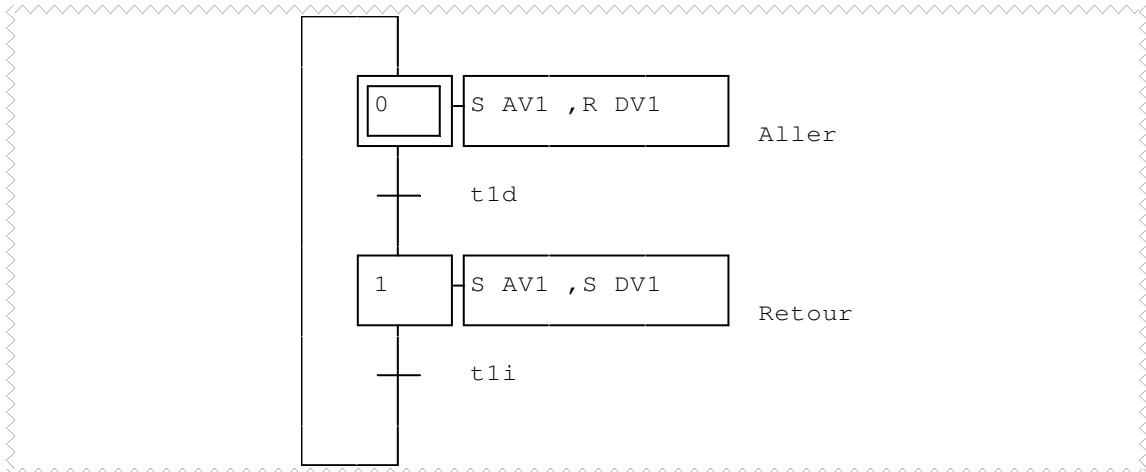 0
S AV1 ,R DV1
Aller
t1d
1
S AV1 ,S DV1
Retour
t1i